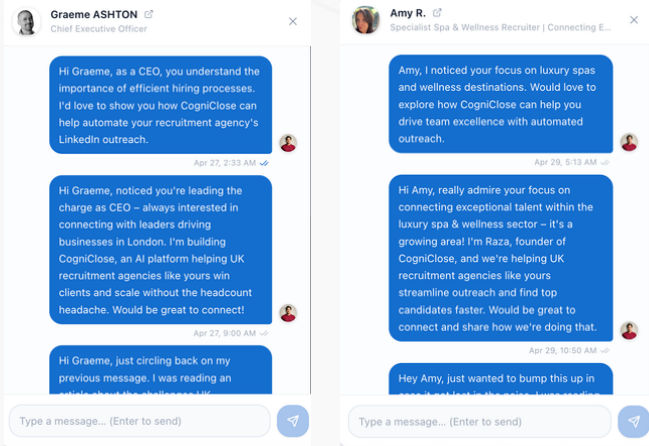 Graeme ASHTON
Chief Executive Officer
Hi Graeme, as a CEO, you understand the
importance of efficient hiring processes.
I'd love to show you how CogniClose can
help automate your recruitment agency's
LinkedIn outreach.
Apr 27, 2:33 AM
Hi Graeme, noticed you're leading the
charge as CEO – always interested in
connecting with leaders driving
businesses in London. I'm building
CogniClose, an AI platform helping UK
recruitment agencies like yours win
clients and scale without the headcount
headache. Would be great to connect!
Apr 27, 9:00 AM
Hi Graeme, just circling back on my
previous message. I was reading an
article about the challenges UK
Type a message... (Enter to send)
Amy R.
Specialist Spa & Wellness Recruiter | Connecting E...
Amy, I noticed your focus on luxury spas
and wellness destinations. Would love to
explore how CogniClose can help you
drive team excellence with automated
outreach.
Apr 29, 5:13 AM
Hi Amy, really admire your focus on
connecting exceptional talent within the
luxury spa & wellness sector – it's a
growing area! I'm Raza, founder of
CogniClose, and we're helping UK
recruitment agencies like yours
streamline outreach and find top
candidates faster. Would be great to
connect and share how we're doing that.
Apr 29, 10:50 AM
Hey Amy, just wanted to bump this up in
case it got lost in the noise. I was reading
Type a message... (Enter to send)